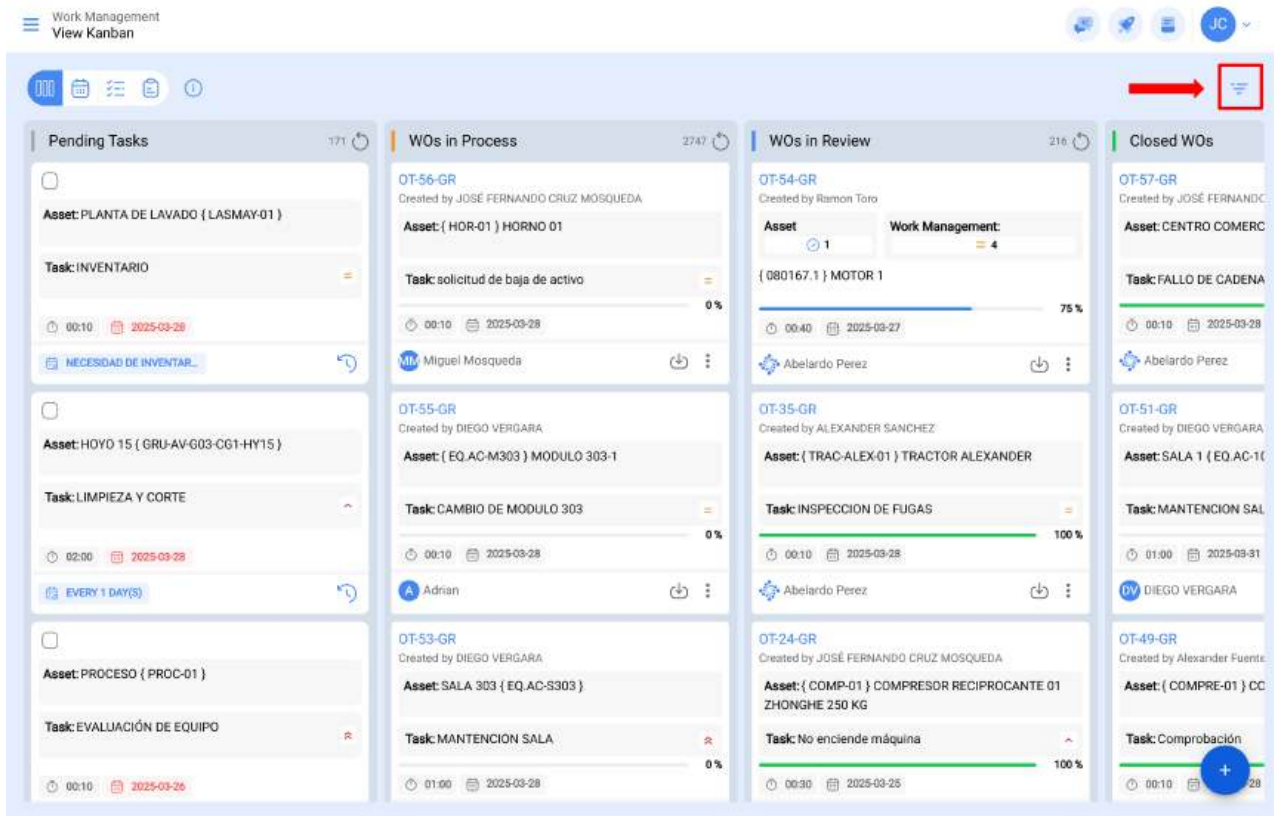 Work Management
View Kanban
JC
Pending Tasks 171
Asset: PLANTA DE LAVADO { LASMAY-01 }
Task: INVENTARIO
00:10 2025-03-28
NECESIDAD DE INVENTAR...
Asset: HOYO 15 { GRU-AV-G03-CG1-HY15 }
Task: LIMPIEZA Y CORTE
02:00 2025-03-28
EVERY 1 DAY(S)
Asset: PROCESO { PROC-01 }
Task: EVALUACIÓN DE EQUIPO
00:10 2025-03-26
WOs in Process 2747
OT-56-GR
Created by JOSÉ FERNANDO CRUZ MOSQUEDA
Asset: { HOR-01 } HORNO 01
Task: solicitud de baja de activo
0 %
00:10 2025-03-28
MM Miguel Mosqueda
OT-55-GR
Created by DIEGO VERGARA
Asset: { EQ.AC-M303 } MODULO 303-1
Task: CAMBIO DE MODULO 303
0 %
00:10 2025-03-28
A Adrian
OT-53-GR
Created by DIEGO VERGARA
Asset: SALA 303 { EQ.AC-S303 }
Task: MANTENCION SALA
0 %
01:00 2025-03-28
WOs in Review 216
OT-54-GR
Created by Ramon Toro
Asset Work Management:
1 4
{ 080167.1 } MOTOR 1
75 %
00:40 2025-03-27
Abelardo Perez
OT-35-GR
Created by ALEXANDER SANCHEZ
Asset: { TRAC-ALEX-01 } TRACTOR ALEXANDER
Task: INSPECCION DE FUGAS
100 %
00:10 2025-03-28
Abelardo Perez
OT-24-GR
Created by JOSÉ FERNANDO CRUZ MOSQUEDA
Asset: { COMP-01 } COMPRESOR RECIPROCANTE 01
ZHONGHE 250 KG
Task: No enciende máquina
100 %
00:30 2025-03-25
Closed WOs
OT-57-GR
Created by JOSÉ FERNANDC
Asset: CENTRO COMERC
Task: FALLO DE CADENA
00:10 2025-03-28
Abelardo Perez
OT-51-GR
Created by DIEGO VERGARA
Asset: SALA 1 { EQ.AC-10
Task: MANTENCION SAL
01:00 2025-03-31
DV DIEGO VERGARA
OT-49-GR
Created by Alexander Fuente
Asset: { COMPRE-01 } CO
Task: Comprobación
00:10 28
+